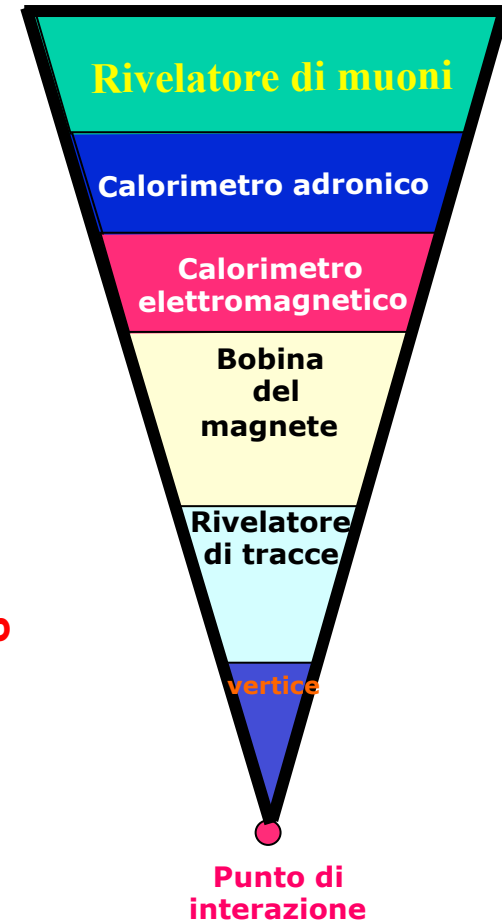 Rivelatore di muoni
Calorimetro adronico
Calorimetro
elettromagnetico
Bobina
del
magnete
Rivelatore
di tracce
o
vertice
Punto di
interazione